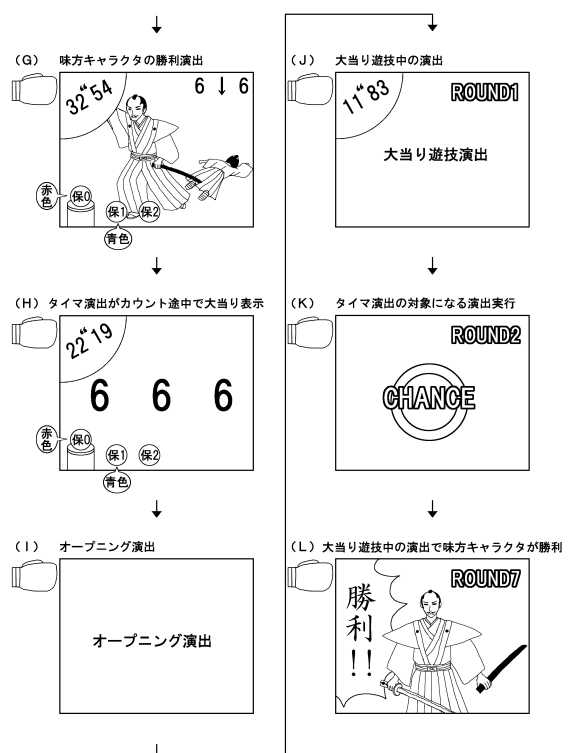 (G) 味方キャラクタの勝利演出
32"54
6 ↓ 6
赤色
保0
保1
保2
青色
(H) タイマ演出がカウント途中で大当り表示
22"19
6 6 6
赤色
保0
保1
保2
青色
(I) オープニング演出
オープニング演出
(J) 大当り遊技中の演出
11"83
ROUND1
大当り遊技演出
(K) タイマ演出の対象になる演出実行
ROUND2
CHANCE
(L) 大当り遊技中の演出で味方キャラクタが勝利
ROUND7
勝利!!